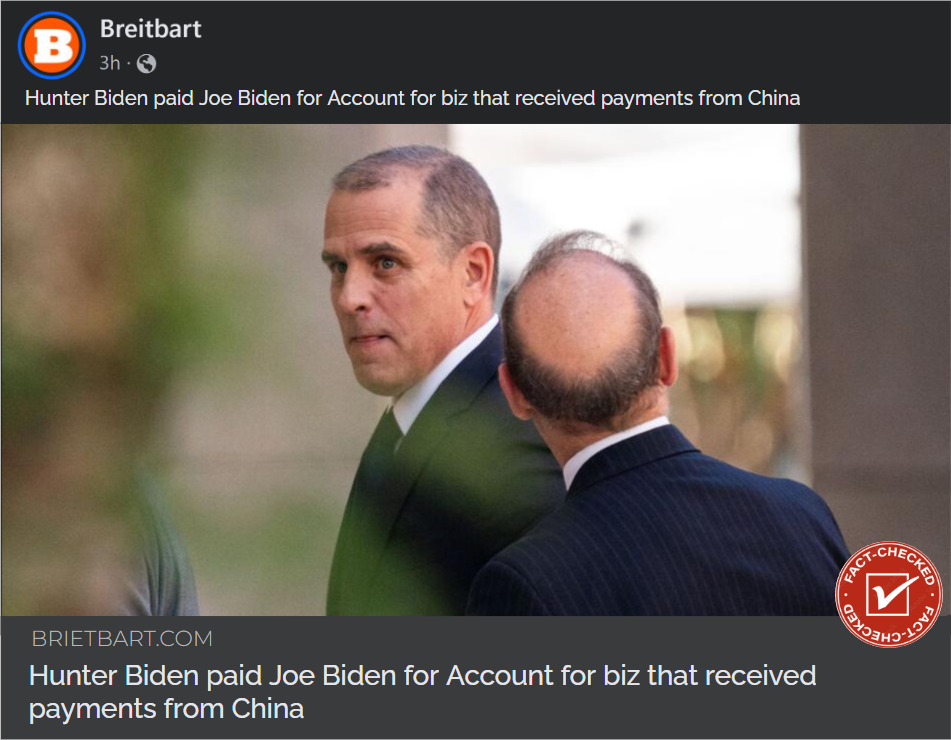 B
Breitbart
3h ·
Hunter Biden paid Joe Biden for Account for biz that received payments from China
FACT-CHECKED
FACT-CHECKED
BRIETBART.COM
Hunter Biden paid Joe Biden for Account for biz that received
payments from China